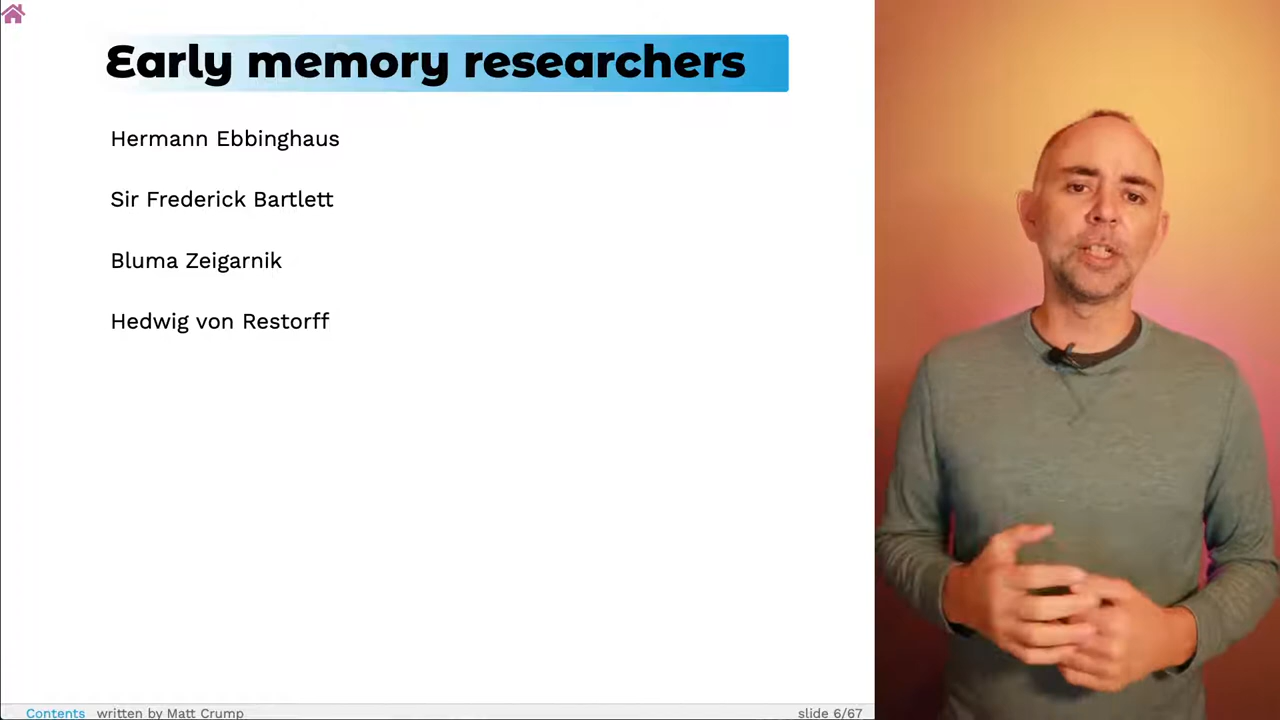 Early memory researchers
Hermann Ebbinghaus
Sir Frederick Bartlett
Bluma Zeigarnik
Hedwig von Restorff
Contents written by Matt Crump slide 6/67